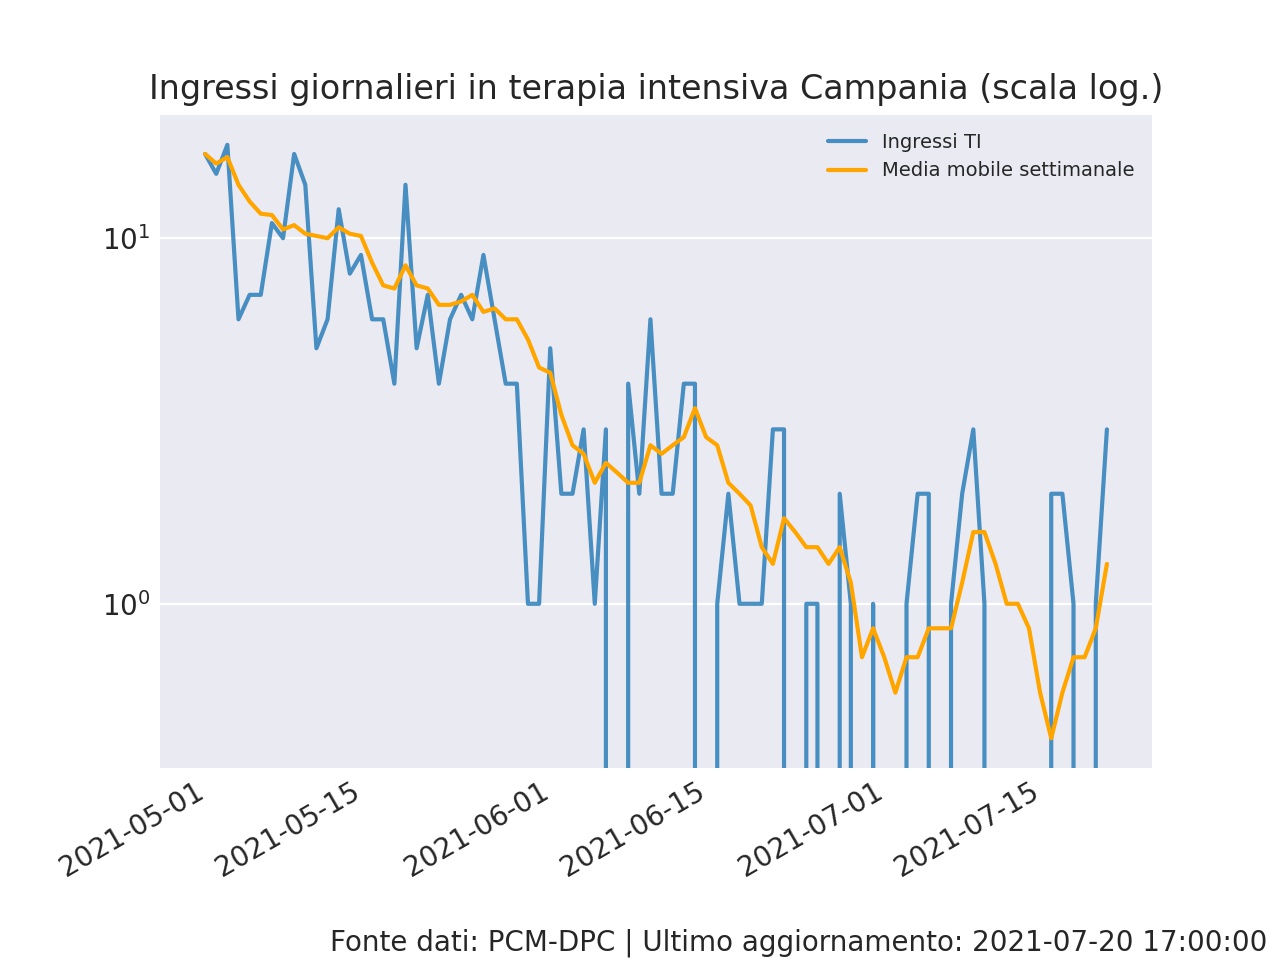 Ingressi giornalieri in terapia intensiva Campania (scala log.)
Ingressi TI
Media mobile settimanale
10¹
10⁰
2021-05-01
2021-05-15
2021-06-01
2021-06-15
2021-07-01
2021-07-15
Fonte dati: PCM-DPC | Ultimo aggiornamento: 2021-07-20 17:00:00